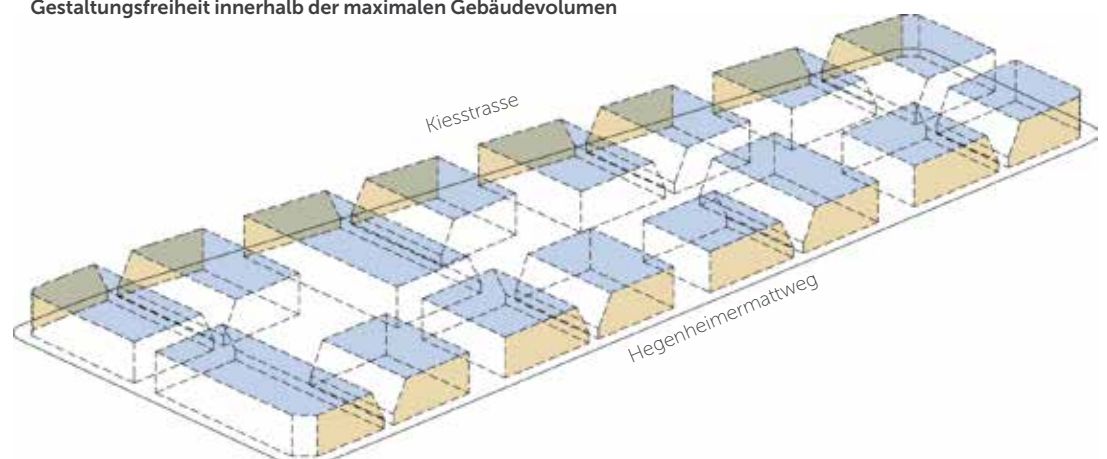 Gestaltungsfreiheit innerhalb der maximalen Gebäudevolumen
Kiesstrasse
Hegenheimermattweg